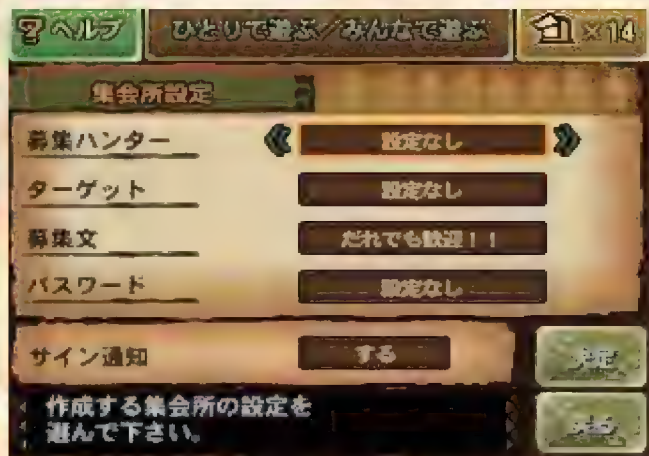 ? ヘルプ ひとりで遊ぶ/みんなで遊ぶ ×14
集会所設定
募集ハンター 設定なし
ターゲット 設定なし
募集文 だれでも歓迎!!
パスワード 設定なし
サイン通知 する
作成する集会所の設定を
選んで下さい。